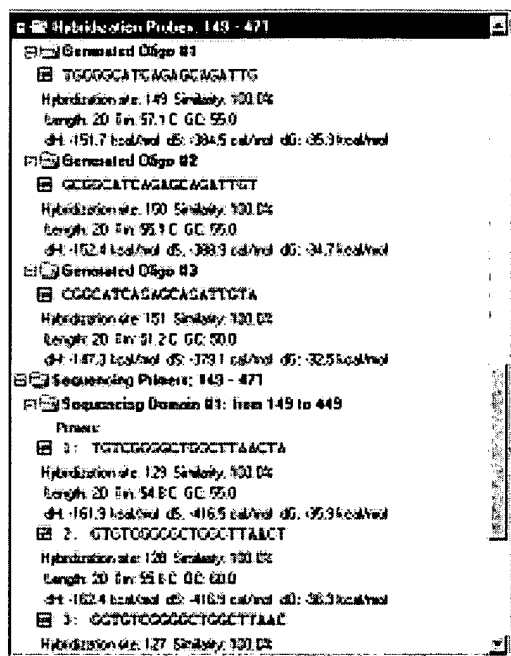 Hybridization Probes: 149 - 471
Generated Oligo #1
TGCGGCATCAGAGCAGATTG
Hybridization site: 149 Similarity: 100.0%
Length: 20 Tm: 57.1 C GC: 55.0
dH: -151.7 kcal/mol dS: -384.5 cal/mol dG: -35.9 kcal/mol
Generated Oligo #2
GCGGCATCAGAGCAGATTGT
Hybridization site: 150 Similarity: 100.0%
Length: 20 Tm: 55.1 C GC: 55.0
dH: -152.4 kcal/mol dS: -388.9 cal/mol dG: -34.7 kcal/mol
Generated Oligo #3
CGGCATCAGAGCAGATTGTA
Hybridization site: 151 Similarity: 100.0%
Length: 20 Tm: 51.2 C GC: 50.0
dH: -147.3 kcal/mol dS: -379.1 cal/mol dG: -32.5 kcal/mol
Sequencing Primers: 149 - 471
Sequencing Domain #1: from 149 to 449
Primers:
1: TGTCGGGGCTGGCTTAACTA
Hybridization site: 129 Similarity: 100.0%
Length: 20 Tm: 54.8 C GC: 55.0
dH: -161.9 kcal/mol dS: -416.5 cal/mol dG: -35.9 kcal/mol
2: GTGTCGGGGCTGGCTTAACT
Hybridization site: 128 Similarity: 100.0%
Length: 20 Tm: 55.6 C GC: 60.0
dH: -162.4 kcal/mol dS: -416.9 cal/mol dG: -36.3 kcal/mol
3: GGTGTCGGGGCTGGCTTAAC
Hybridization site: 127 Similarity: 100.0%